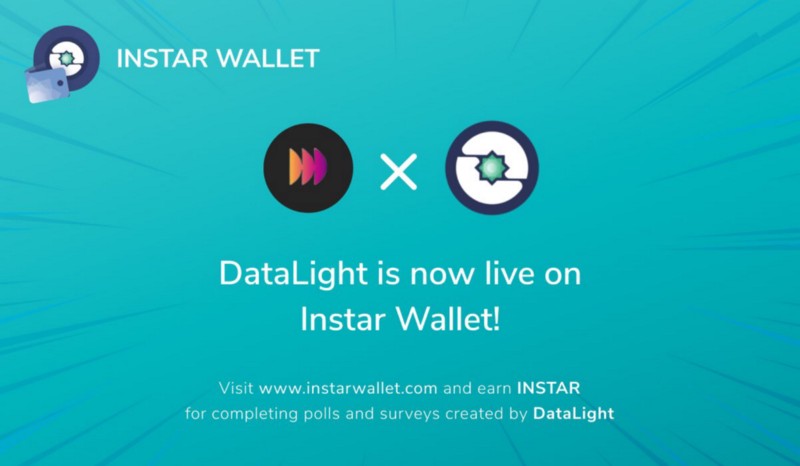 INSTAR WALLET
DataLight is now live on
Instar Wallet!
Visit www.instarwallet.com and earn INSTAR
for completing polls and surveys created by DataLight